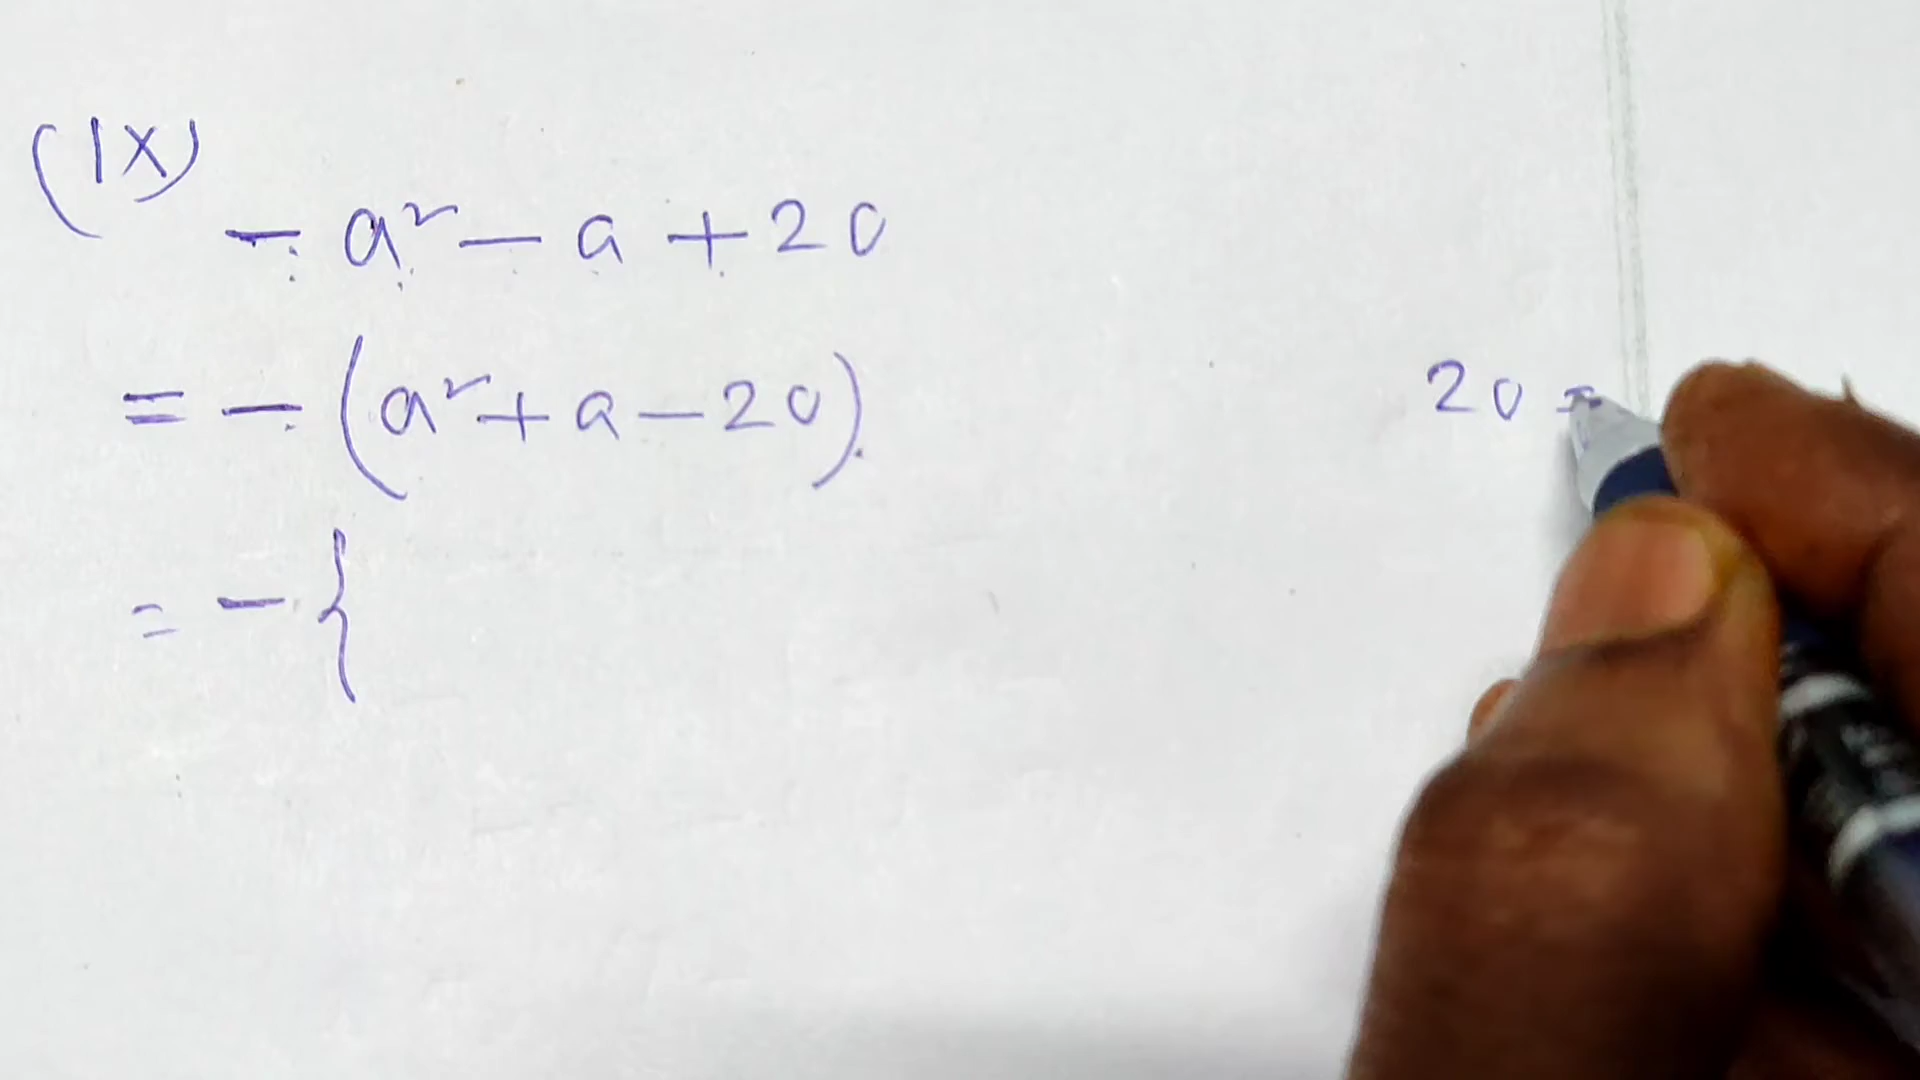 (IX)
- a² - a + 20
= - (a² + a - 20)
20 =
= - {